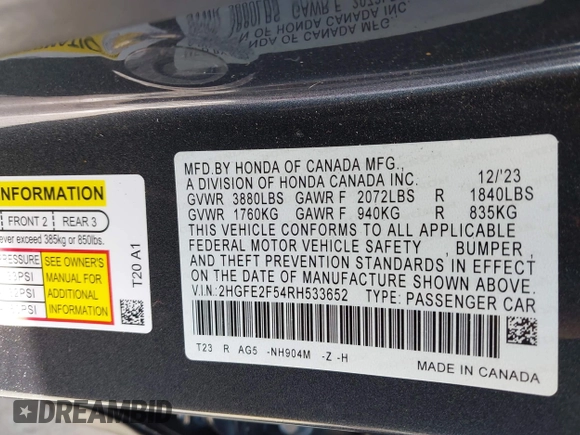 MFD.BY HONDA OF CANADA MFG.,
A DIVISION OF HONDA CANADA INC. 12/'23
GVWR 3880LBS GAWR F 2072LBS R 1840LBS
GVWR 1760KG GAWR F 940KG R 835KG
THIS VEHICLE CONFORMS TO ALL APPLICABLE
FEDERAL MOTOR VEHICLE SAFETY , BUMPER ,
AND THEFT PREVENTION STANDARDS IN EFFECT
ON THE DATE OF MANUFACTURE SHOWN ABOVE.
V.I.N:2HGFE2F54RH533652 TYPE: PASSENGER CAR
T23 R AG5 -NH904M -Z -H
MADE IN CANADA
INFORMATION
FRONT 2 REAR 3
ever exceed 385kg or 850lbs.
PRESSURE SEE OWNER'S
PSI MANUAL FOR
PSI ADDITIONAL
PSI INFORMATION
T20 A1
DREAMBID